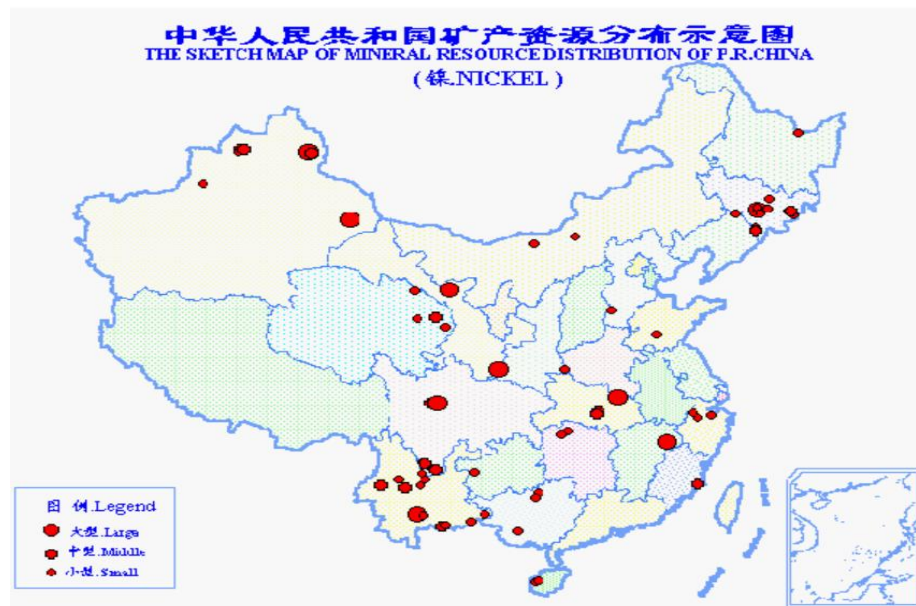 中华人民共和国矿产资源分布示意图
THE SKETCH MAP OF MINERAL RESOURCE DISTRIBUTION OF P.R.CHINA
(镍.NICKEL)
图 例.Legend
大型.Large
中型.Middle
小型.Small